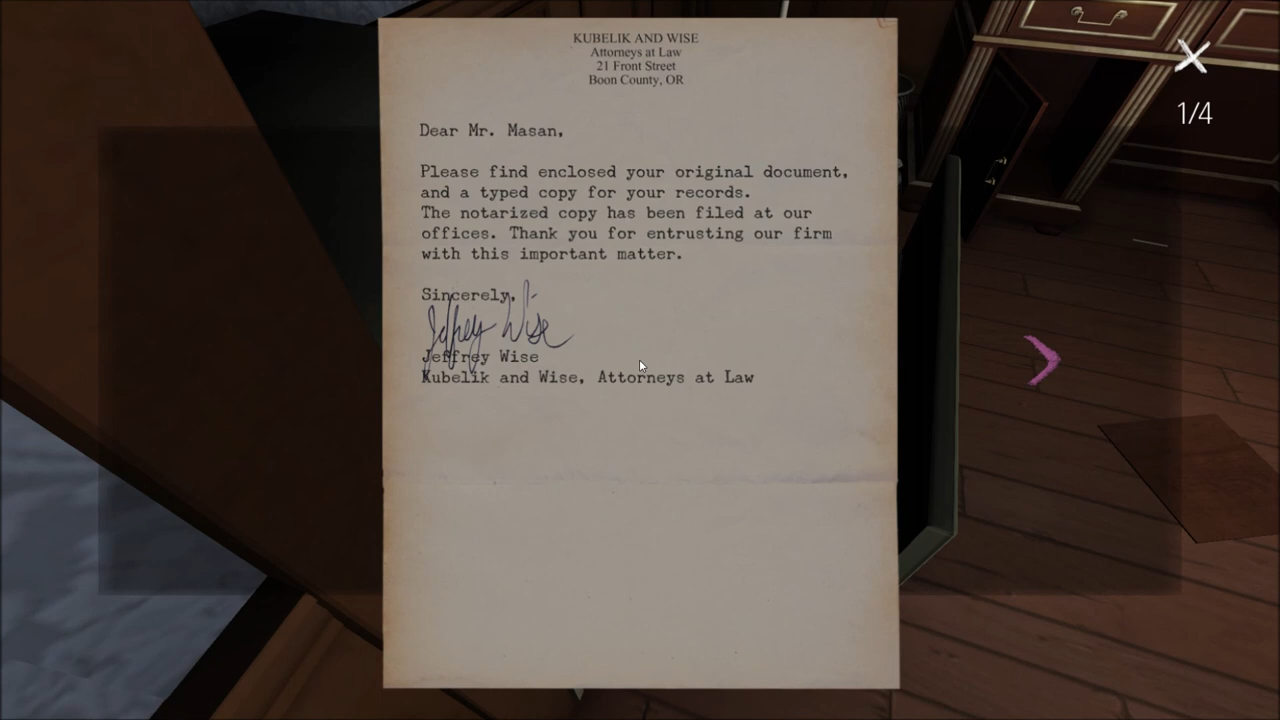 KUBELIK AND WISE
Attorneys at Law
21 Front Street
Boon County, OR
1/4
Dear Mr. Masan,
Please find enclosed your original document,
and a typed copy for your records.
The notarized copy has been filed at our
offices. Thank you for entrusting our firm
with this important matter.
Sincerely,
Jeffrey Wise
Jeffrey Wise
Kubelik and Wise, Attorneys at Law